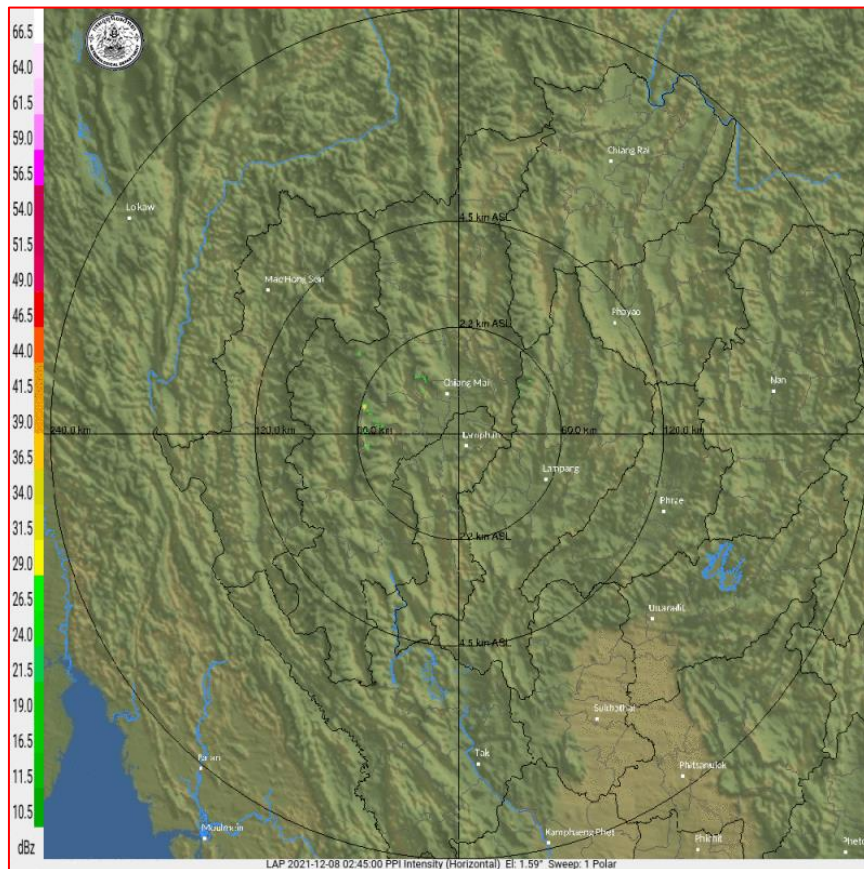 66.5
64.0
61.5
59.0
56.5
54.0
51.5
49.0
46.5
44.0
41.5
39.0
36.5
34.0
31.5
29.0
26.5
24.0
21.5
19.0
16.5
11.5
10.5
dBz
Chiang Rai
Loikaw
4.5 km ASL
Mae Hong Son
Phayao
2.2 km ASL
Chiang Mai
Nan
240.0 km
120.0 km
60.0 km
60.0 km
120.0 km
Lamphun
Lampang
Phrae
2.2 km ASL
Uttaradit
4.5 km ASL
Sukhothai
Tak
Pa-an
Phitsanulok
Moulmein
Kamphaeng Phet
Phichit
LAP 2021-12-08 02:45:00 PPI Intensity (Horizontal) El: 1.59° Sweep: 1 Polar